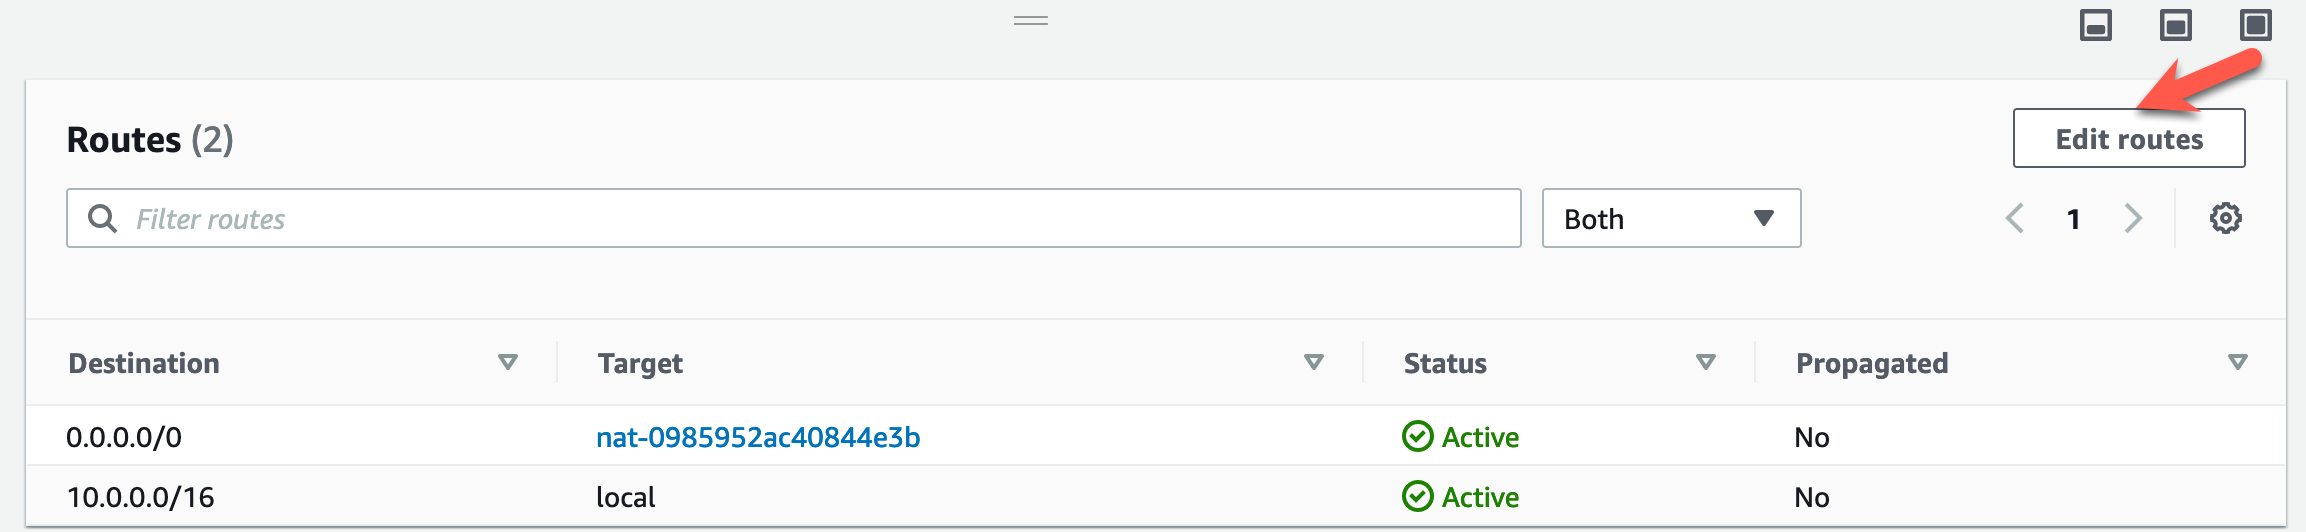 Routes (2)
Edit routes
Filter routes
Both
1
Destination Target Status Propagated
0.0.0.0/0 nat-0985952ac40844e3b Active No
10.0.0.0/16 local Active No